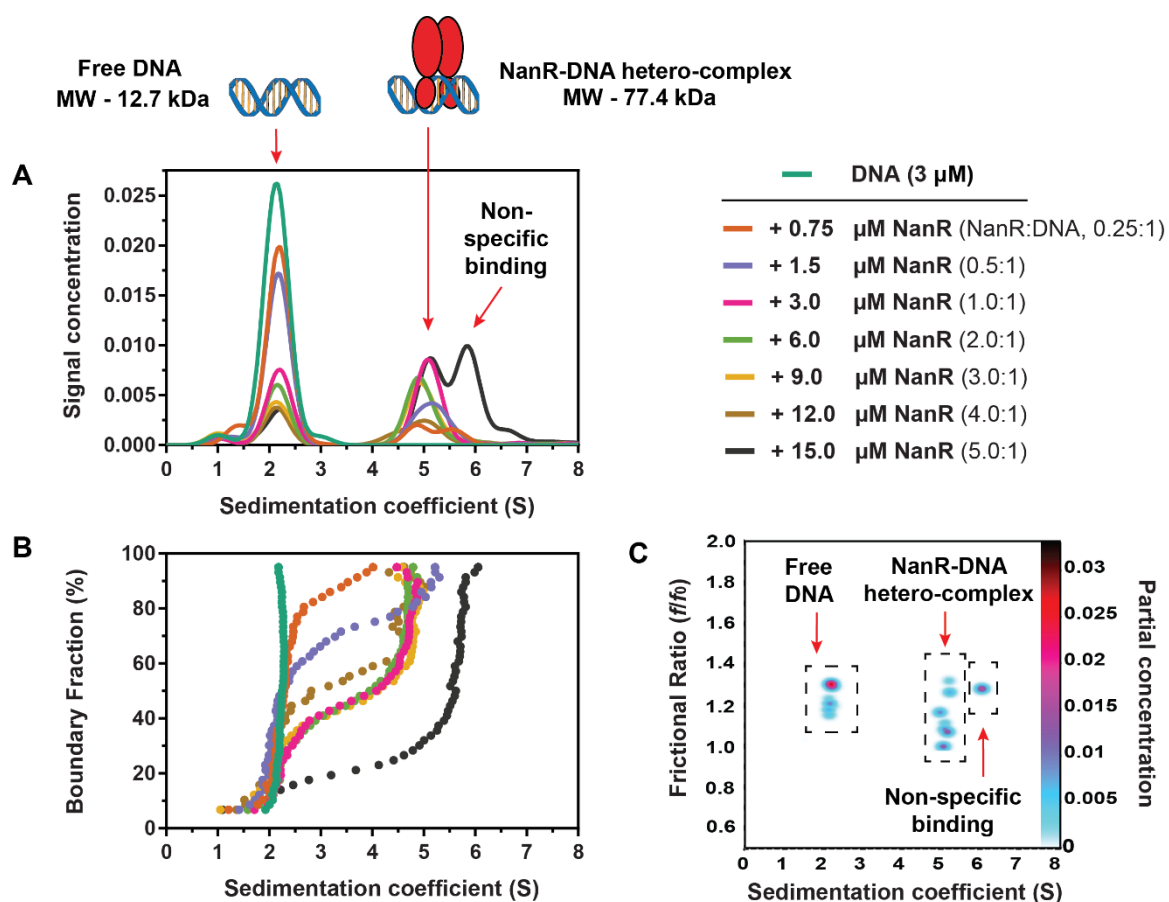 Free DNA
MW - 12.7 kDa
NanR-DNA hetero-complex
MW - 77.4 kDa
A
Signal concentration
0.025
0.020
0.015
0.010
0.005
0.000
Non-
specific
binding
0 1 2 3 4 5 6 7 8
Sedimentation coefficient (S)
DNA (3 µM)
+ 0.75 µM NanR (NanR:DNA, 0.25:1)
+ 1.5 µM NanR (0.5:1)
+ 3.0 µM NanR (1.0:1)
+ 6.0 µM NanR (2.0:1)
+ 9.0 µM NanR (3.0:1)
+ 12.0 µM NanR (4.0:1)
+ 15.0 µM NanR (5.0:1)
B
Boundary Fraction (%)
100
80
60
40
20
0
0 1 2 3 4 5 6 7 8
Sedimentation coefficient (S)
C
Frictional Ratio (f/f0)
2.0
1.8
1.6
1.4
1.2
1.0
0.8
0.6
Free
DNA
NanR-DNA
hetero-complex
Non-specific
binding
0 1 2 3 4 5 6 7 8
Sedimentation coefficient (S)
0.03
0.025
0.02
0.015
0.01
0.005
0
Partial concentration